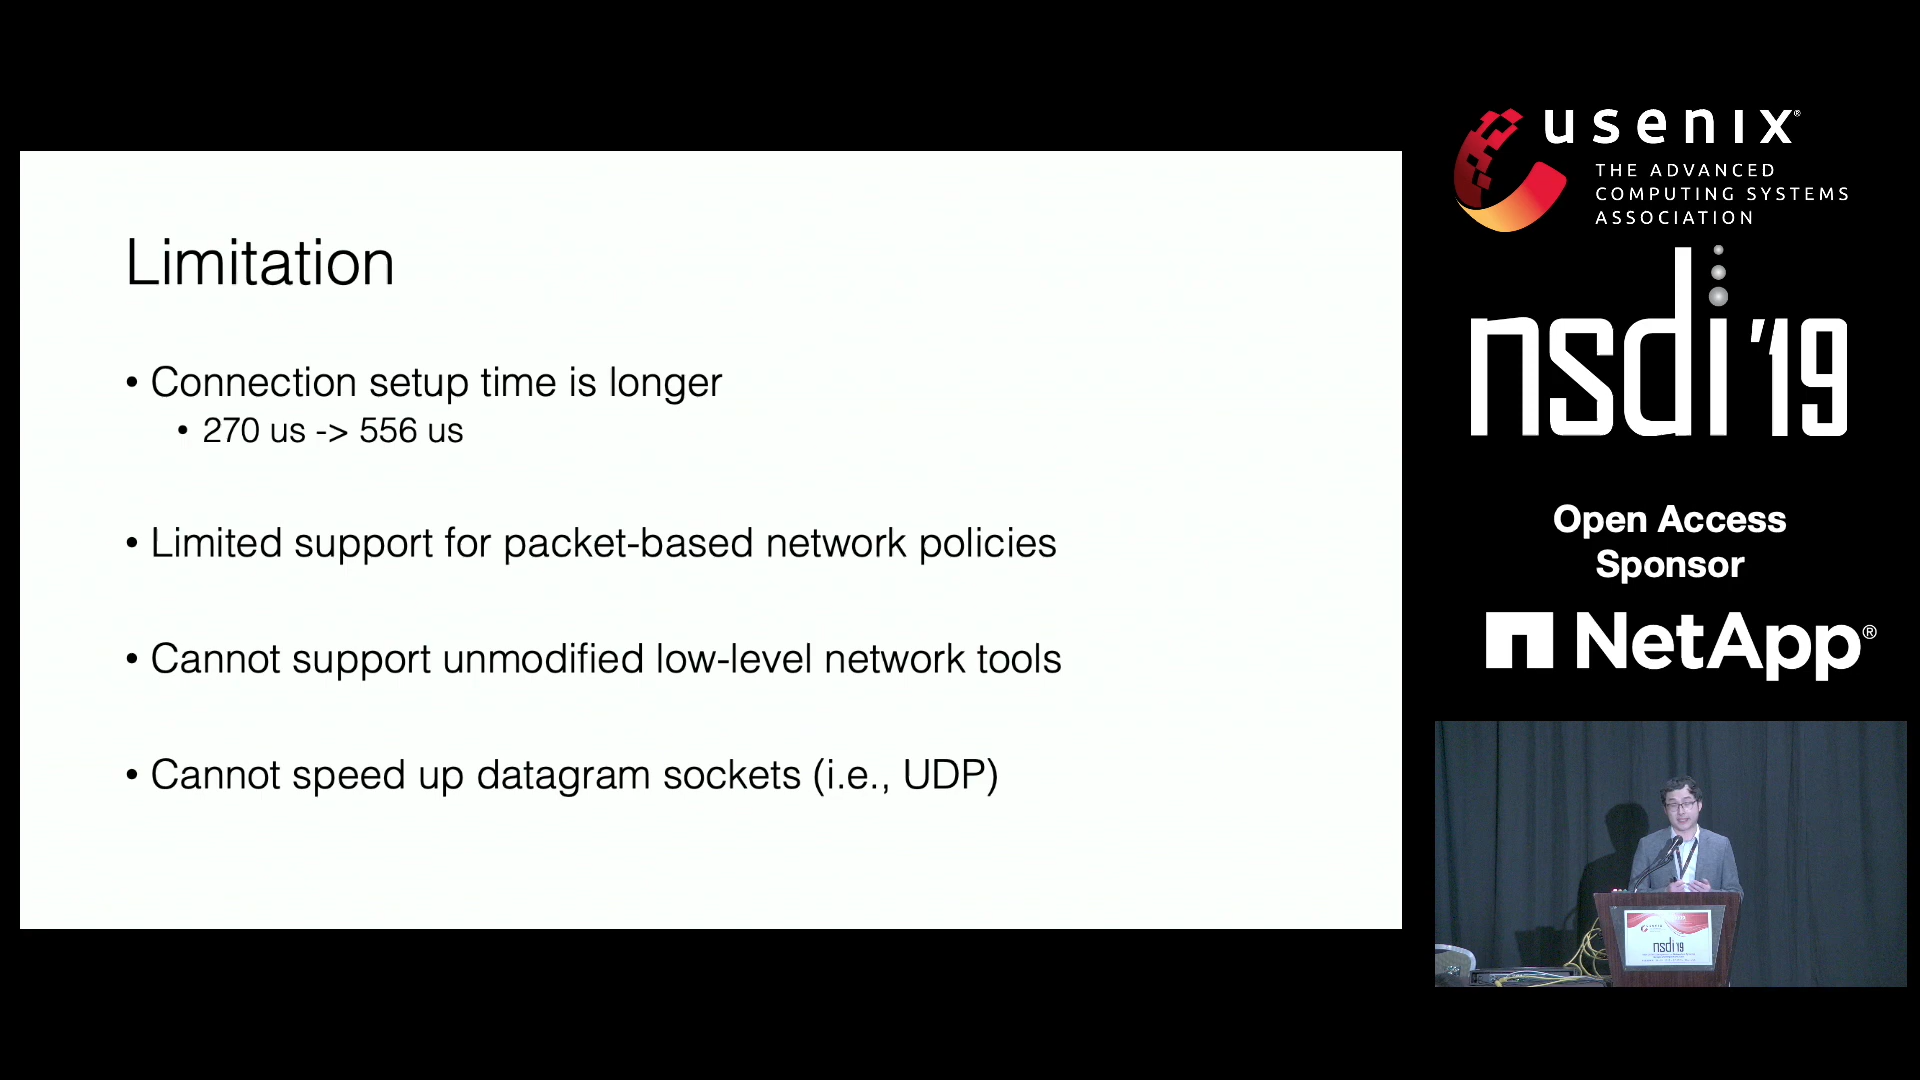 Limitation
• Connection setup time is longer
• 270 us -> 556 us
• Limited support for packet-based network policies
• Cannot support unmodified low-level network tools
• Cannot speed up datagram sockets (i.e., UDP)
usenix®
THE ADVANCED
COMPUTING SYSTEMS
ASSOCIATION
nsdi '19
Open Access
Sponsor
NetApp®
nsdi '19